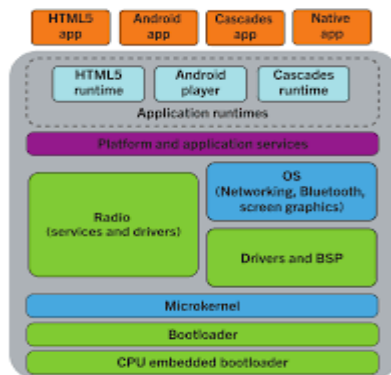 HTML5
app
Android
app
Cascades
app
Native
app
HTML5
runtime
Android
player
Cascades
runtime
Application runtimes
Platform and application services
Radio
(services and drivers)
OS
(Networking, Bluetooth,
screen graphics)
Drivers and BSP
Microkernel
Bootloader
CPU embedded bootloader